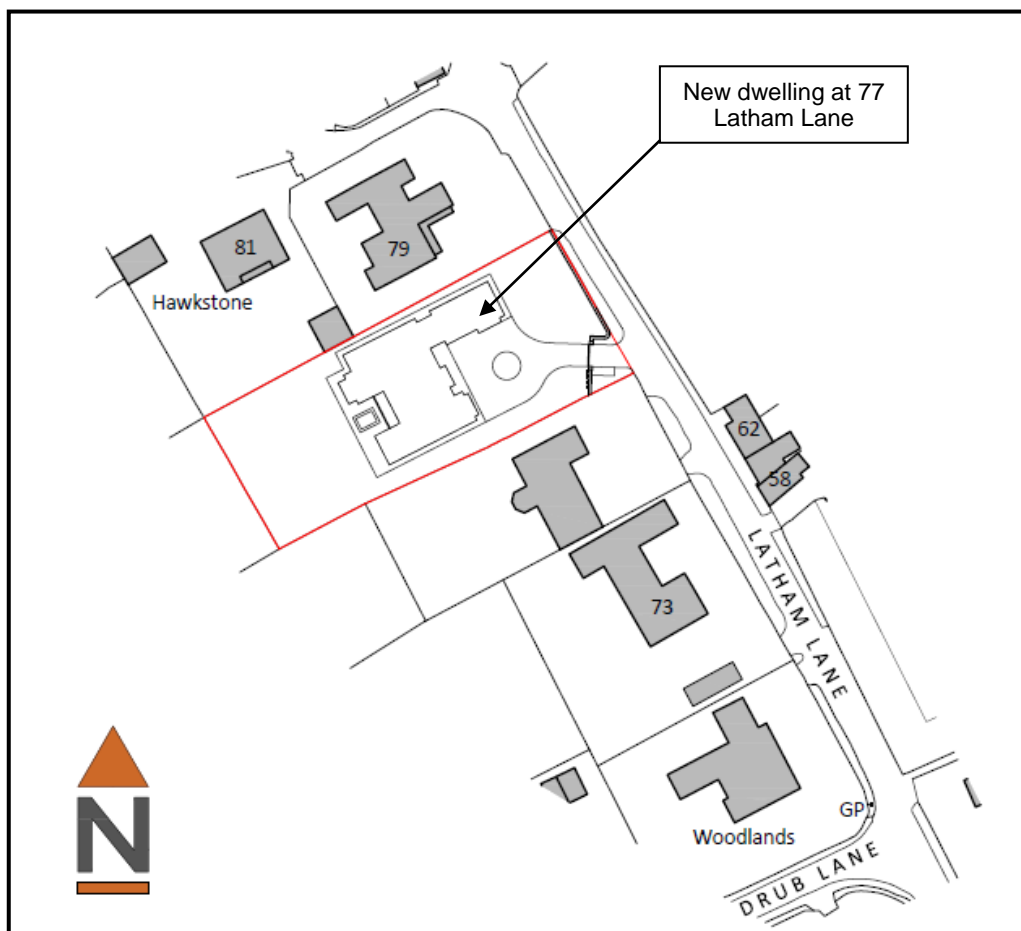 New dwelling at 77
Latham Lane
79
81
Hawkstone
62
58
LATHAM LANE
73
GP
Woodlands
DRUB LANE
N